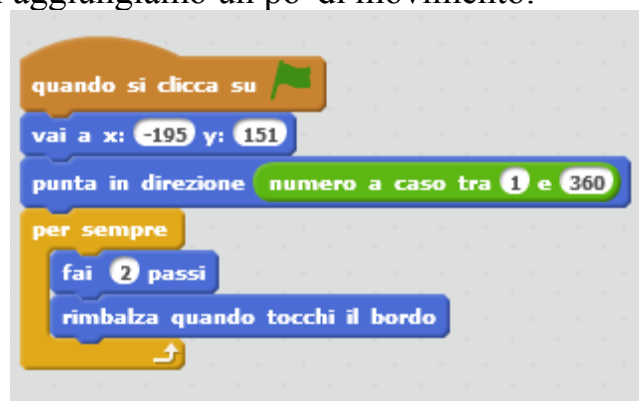 aggiungiamo un po' di movimento:
quando si clicca su
vai a x: -195 y: 151
punta in direzione numero a caso tra 1 e 360
per sempre
fai 2 passi
rimbalza quando tocchi il bordo